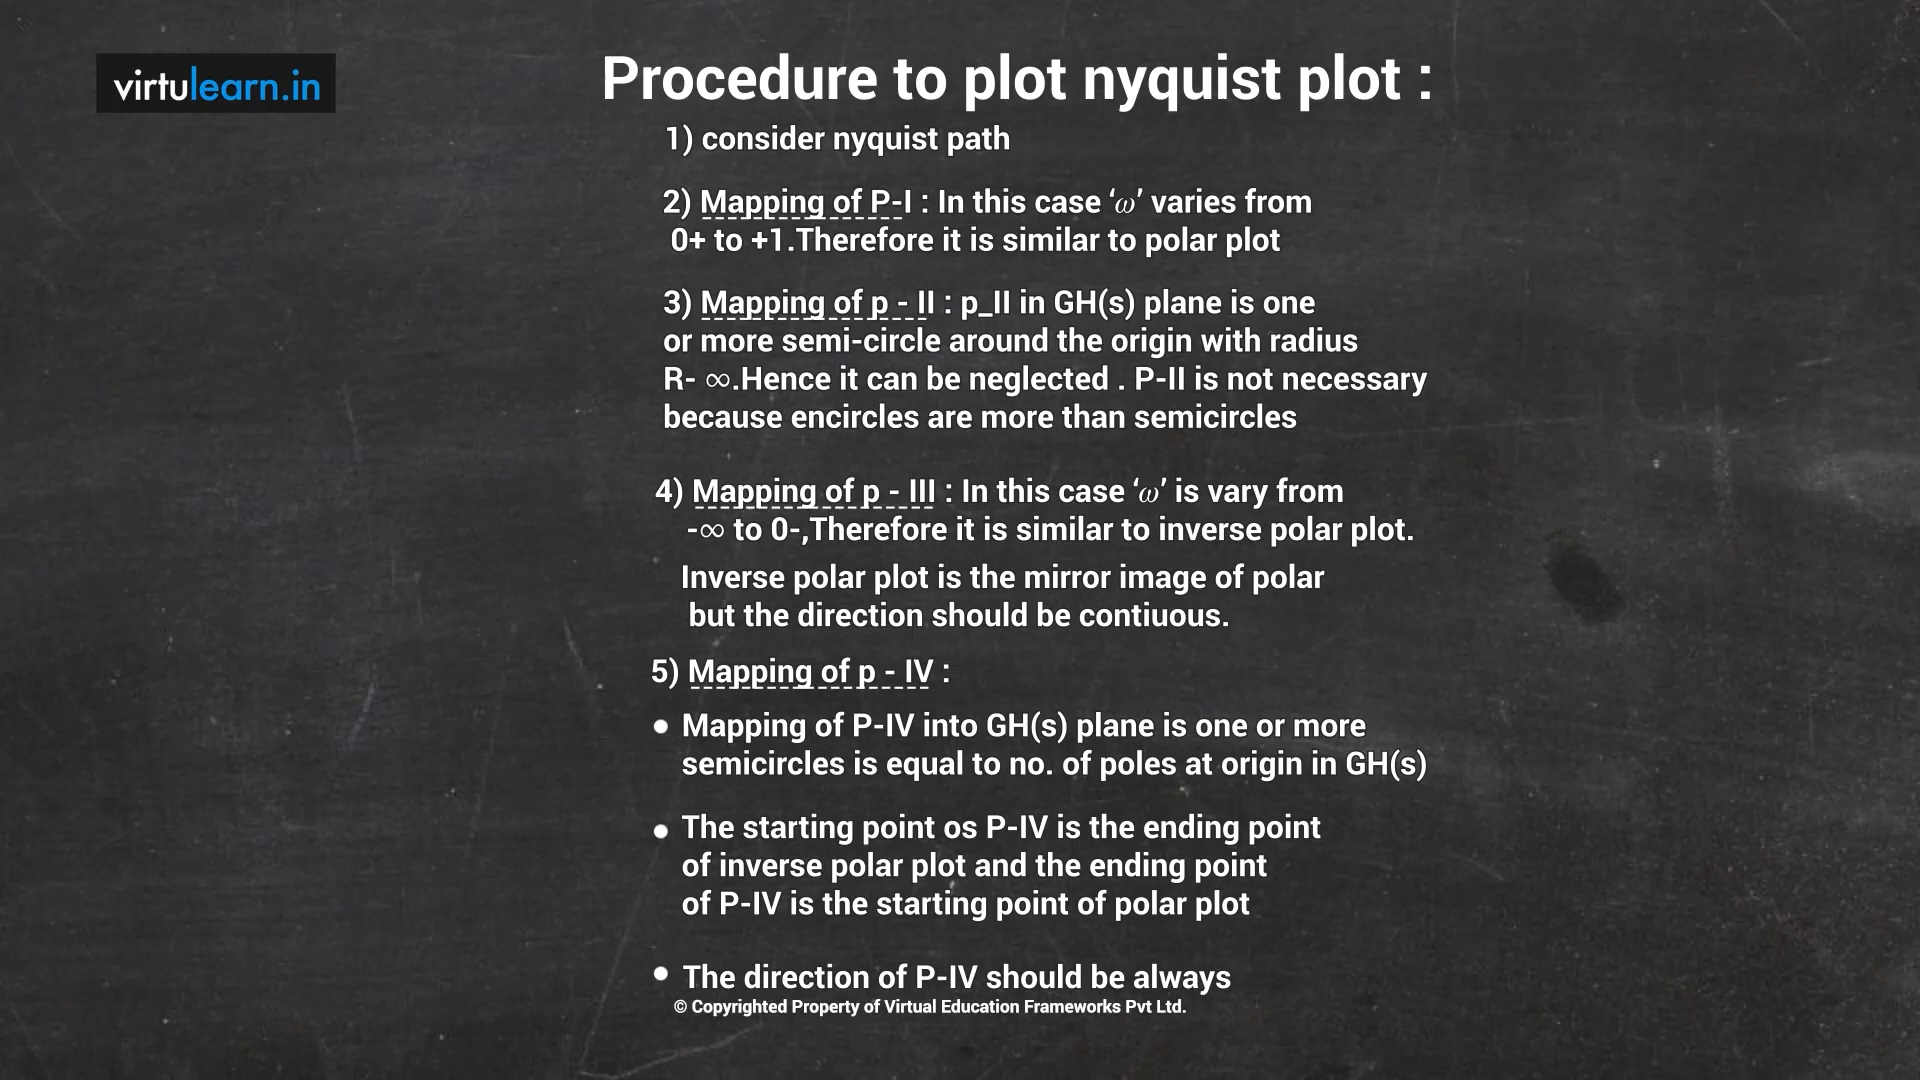 virtulearn.in
Procedure to plot nyquist plot :
1) consider nyquist path
2) Mapping of P-I : In this case ‘ω’ varies from
0+ to +1.Therefore it is similar to polar plot
3) Mapping of p - II : p_II in GH(s) plane is one
or more semi-circle around the origin with radius
R- ∞.Hence it can be neglected . P-II is not necessary
because encircles are more than semicircles
4) Mapping of p - III : In this case ‘ω’ is vary from
-∞ to 0-,Therefore it is similar to inverse polar plot.
Inverse polar plot is the mirror image of polar
but the direction should be contiuous.
5) Mapping of p - IV :
• Mapping of P-IV into GH(s) plane is one or more
semicircles is equal to no. of poles at origin in GH(s)
• The starting point os P-IV is the ending point
of inverse polar plot and the ending point
of P-IV is the starting point of polar plot
• The direction of P-IV should be always
© Copyrighted Property of Virtual Education Frameworks Pvt Ltd.